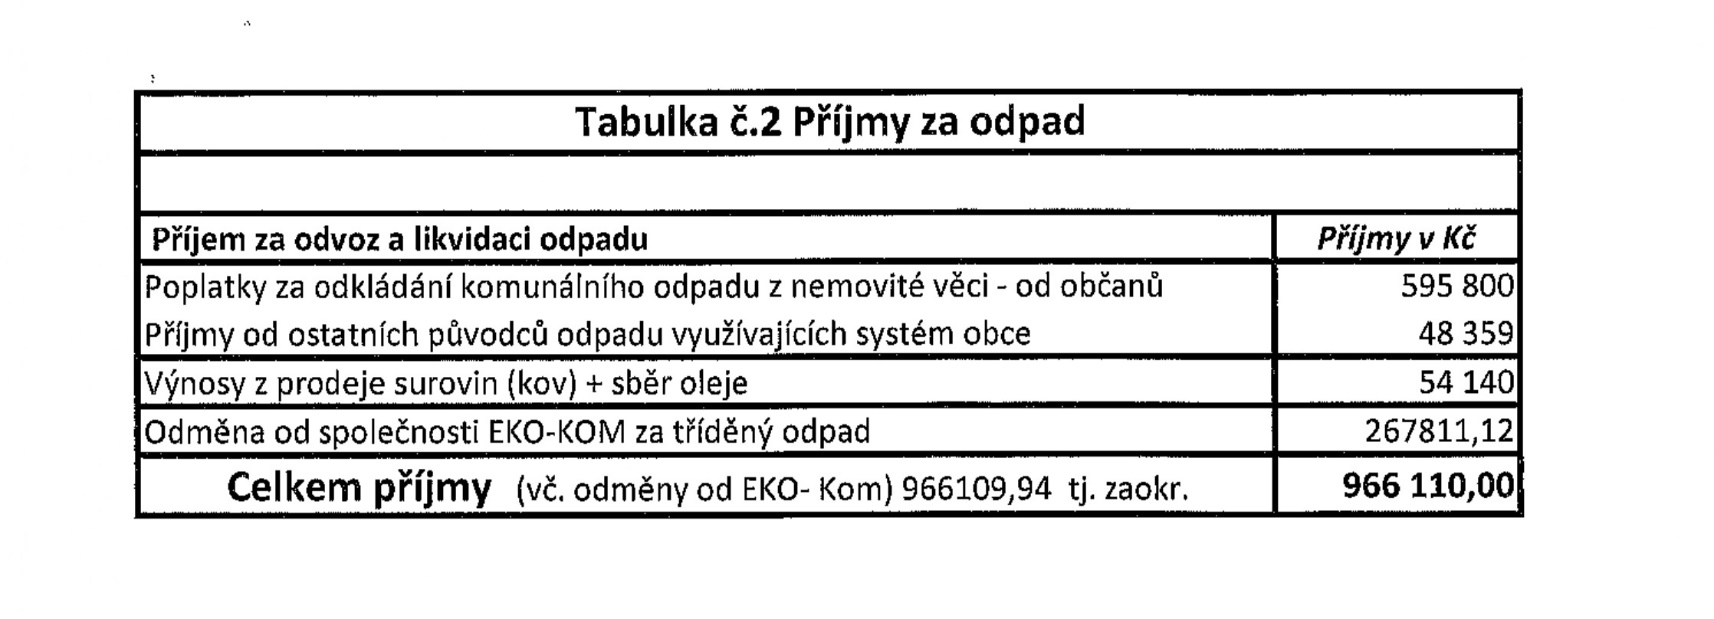 Tabulka č.2 Příjmy za odpad
Příjem za odvoz a likvidaci odpadu Příjmy v Kč
Poplatky za odkládání komunálního odpadu z nemovité věci - od občanů 595 800
Příjmy od ostatních původců odpadu využívajících systém obce 48 359
Výnosy z prodeje surovin (kov) + sběr oleje 54 140
Odměna od společnosti EKO-KOM za tříděný odpad 267811,12
Celkem příjmy (vč. odměny od EKO- Kom) 966109,94 tj. zaokr. 966 110,00